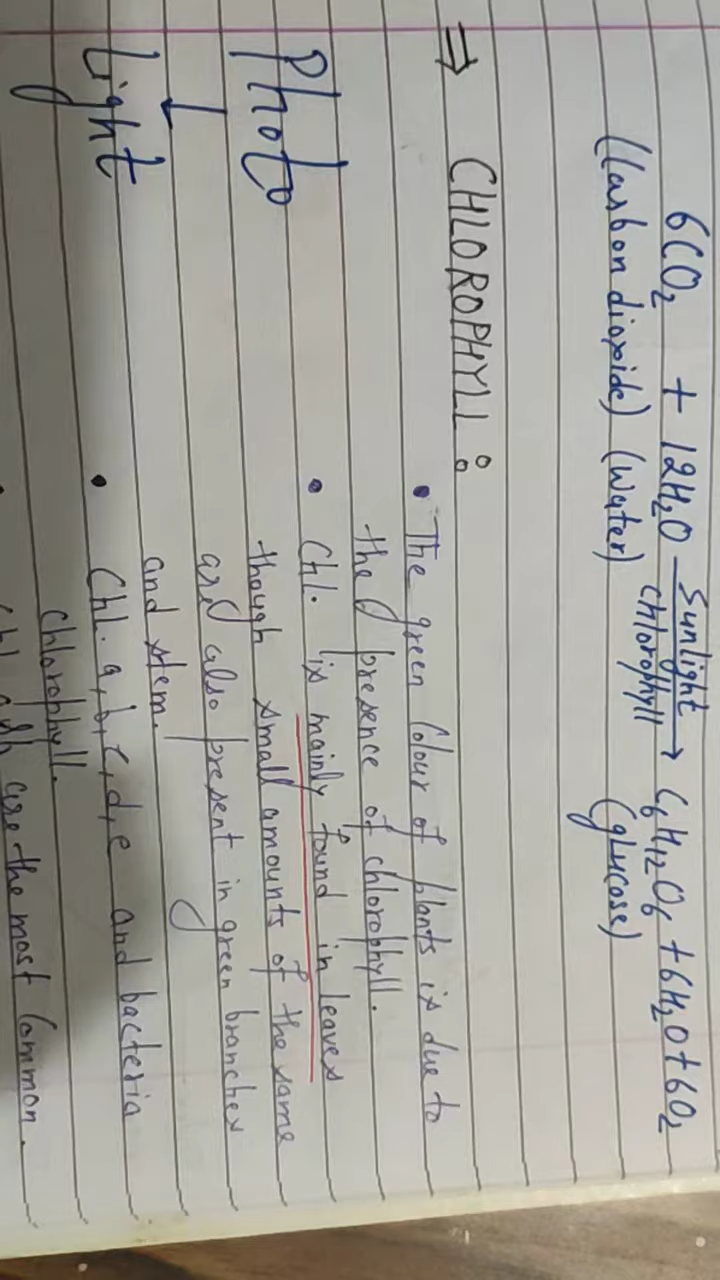 6CO₂ + 12H₂O Sunlight → C₆H₁₂O₆ + 6H₂O + 6O₂
chlorophyll
(Carbon dioxide) (Water) (glucose)
⇒ CHLOROPHYLL :
• The green Colour of plants is due to
the presence of chlorophyll.
• Chl. is mainly found in leaves
though small amounts of the same
are also present in green branches
and stem.
• Chl. a, b, c, d, e and bacteria
chlorophyll.
are the most Common.
Photo
↓
Light